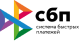 сбп
система быстрых
платежей